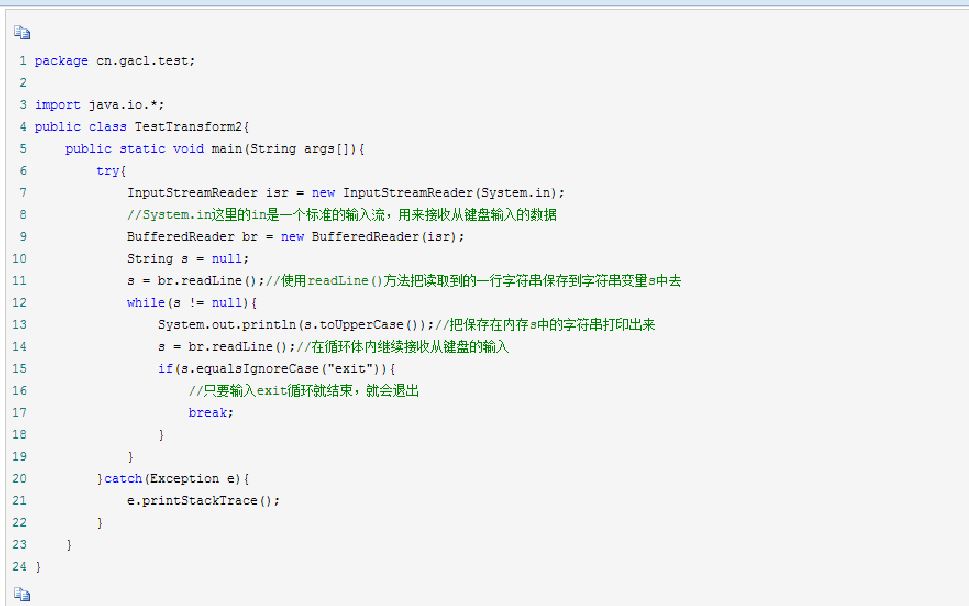 1 package cn.gacl.test;
2
3 import java.io.*;
4 public class TestTransform2{
5     public static void main(String args[]){
6         try{
7             InputStreamReader isr = new InputStreamReader(System.in);
8             //System.in这里的in是一个标准的输入流，用来接收从键盘输入的数据
9             BufferedReader br = new BufferedReader(isr);
10             String s = null;
11             s = br.readLine();//使用readLine()方法把读取到的一行字符串保存到字符串变量s中去
12             while(s != null){
13                 System.out.println(s.toUpperCase());//把保存在内存s中的字符串打印出来
14                 s = br.readLine();//在循环体内继续接收从键盘的输入
15                 if(s.equalsIgnoreCase("exit")){
16                     //只要输入exit循环就结束，就会退出
17                     break;
18                 }
19             }
20         }catch(Exception e){
21             e.printStackTrace();
22         }
23     }
24 }